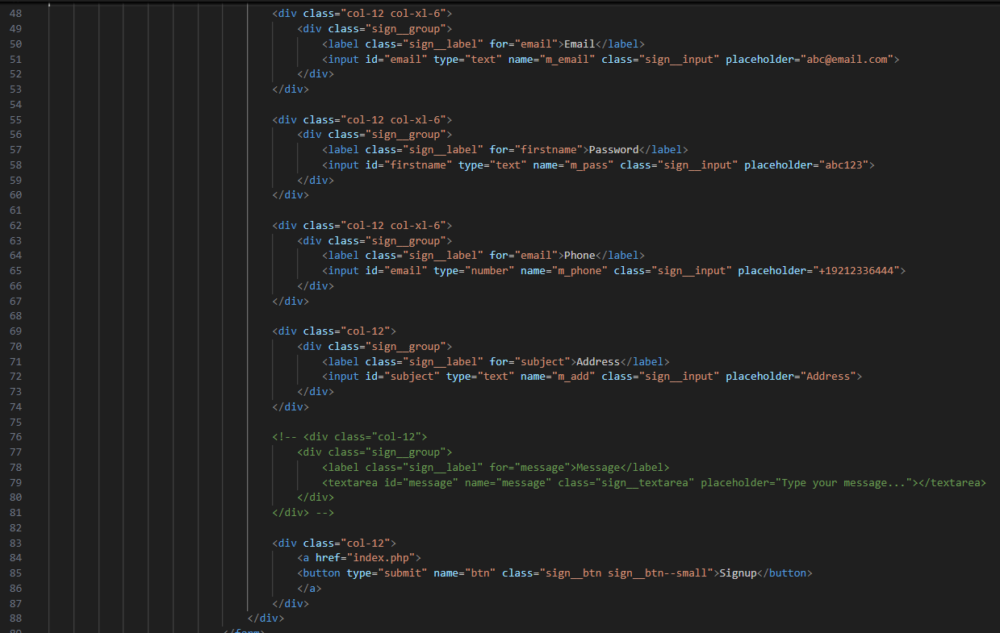 48 <div class="col-12 col-xl-6">
49 <div class="sign__group">
50 <label class="sign__label" for="email">Email</label>
51 <input id="email" type="text" name="m_email" class="sign__input" placeholder="abc@email.com">
52 </div>
53 </div>
54
55 <div class="col-12 col-xl-6">
56 <div class="sign__group">
57 <label class="sign__label" for="firstname">Password</label>
58 <input id="firstname" type="text" name="m_pass" class="sign__input" placeholder="abc123">
59 </div>
60 </div>
61
62 <div class="col-12 col-xl-6">
63 <div class="sign__group">
64 <label class="sign__label" for="email">Phone</label>
65 <input id="email" type="number" name="m_phone" class="sign__input" placeholder="+19212336444">
66 </div>
67 </div>
68
69 <div class="col-12">
70 <div class="sign__group">
71 <label class="sign__label" for="subject">Address</label>
72 <input id="subject" type="text" name="m_add" class="sign__input" placeholder="Address">
73 </div>
74 </div>
75
76 <!-- <div class="col-12">
77 <div class="sign__group">
78 <label class="sign__label" for="message">Message</label>
79 <textarea id="message" name="message" class="sign__textarea" placeholder="Type your message..."></textarea>
80 </div>
81 </div> -->
82
83 <div class="col-12">
84 <a href="index.php">
85 <button type="submit" name="btn" class="sign__btn sign__btn--small">Signup</button>
86 </a>
87 </div>
88 </div>
89 </form>